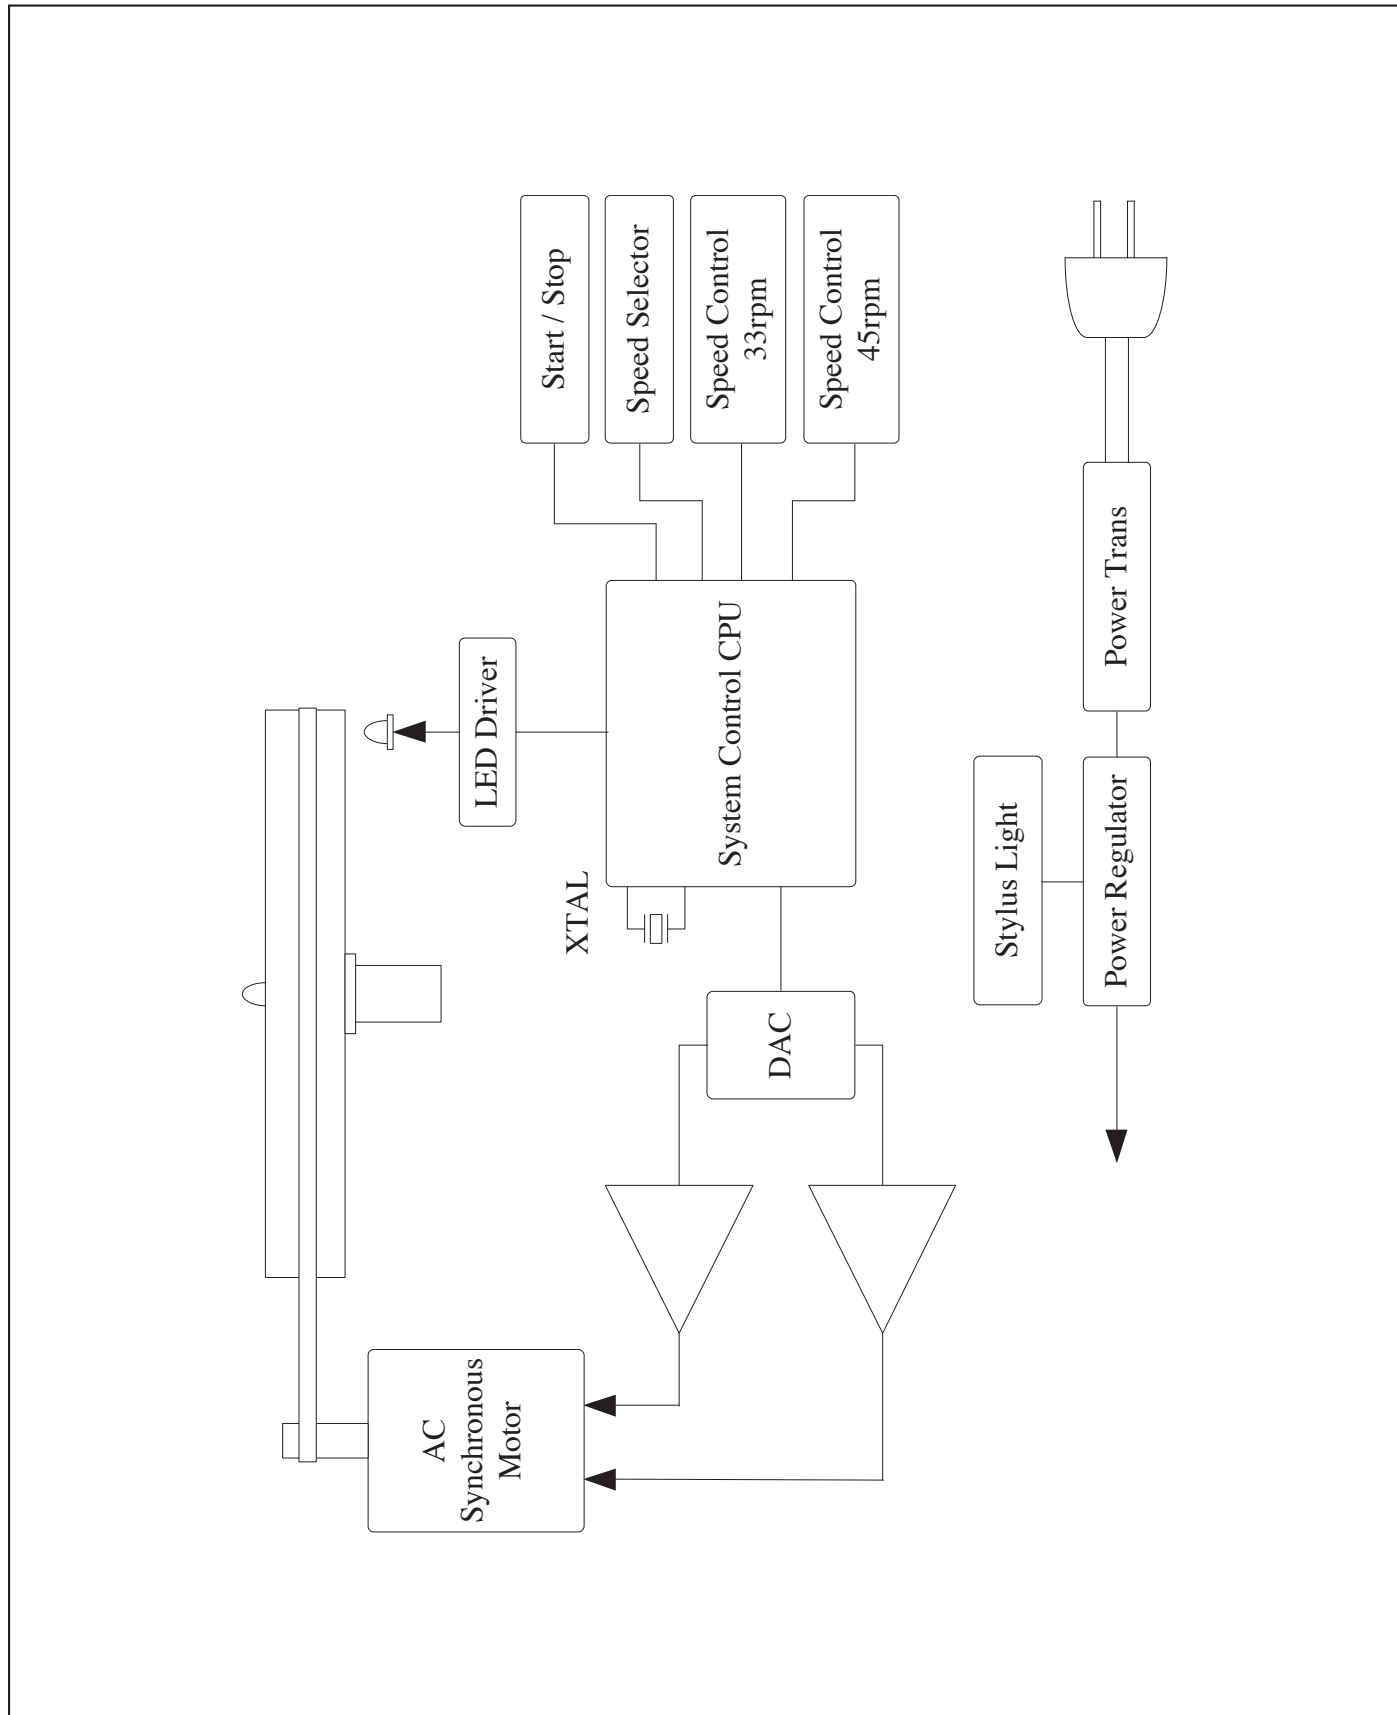 AC
Synchronous
Motor
DAC
XTAL
LED Driver
System Control CPU
Start / Stop
Speed Selector
Speed Control
33rpm
Speed Control
45rpm
Stylus Light
Power Regulator
Power Trans